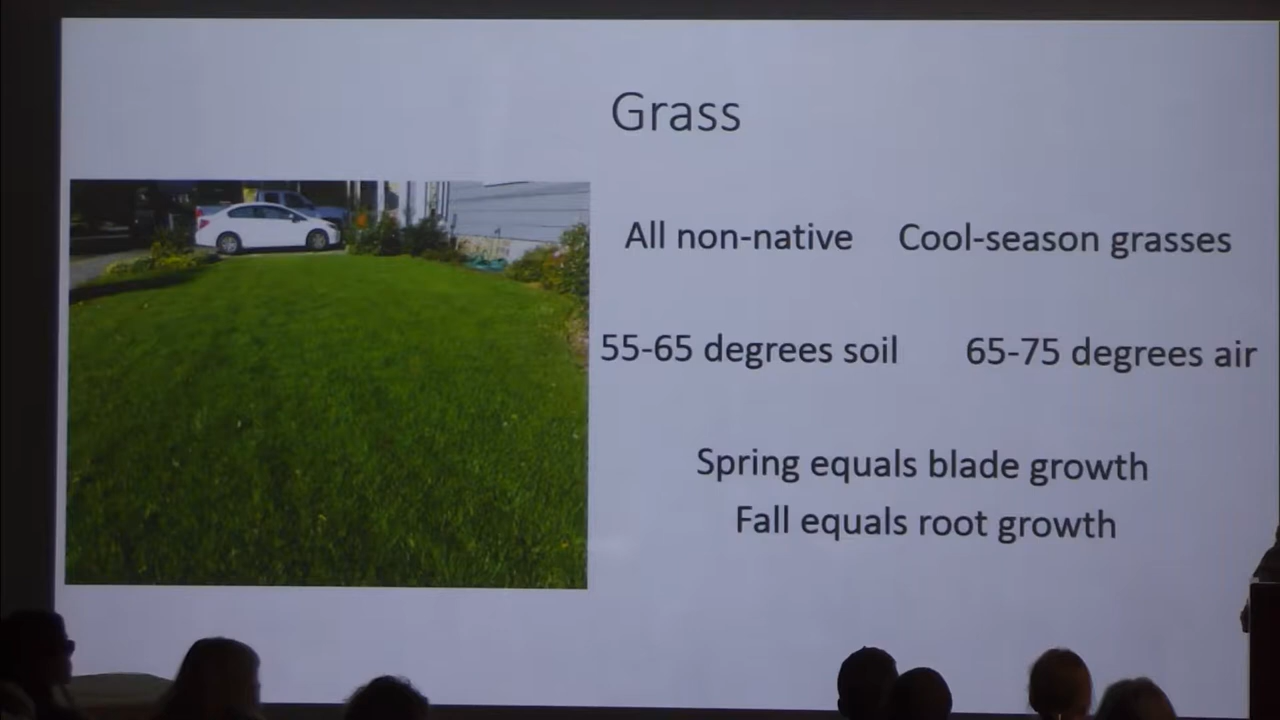 Grass
All non-native Cool-season grasses
55-65 degrees soil 65-75 degrees air
Spring equals blade growth
Fall equals root growth